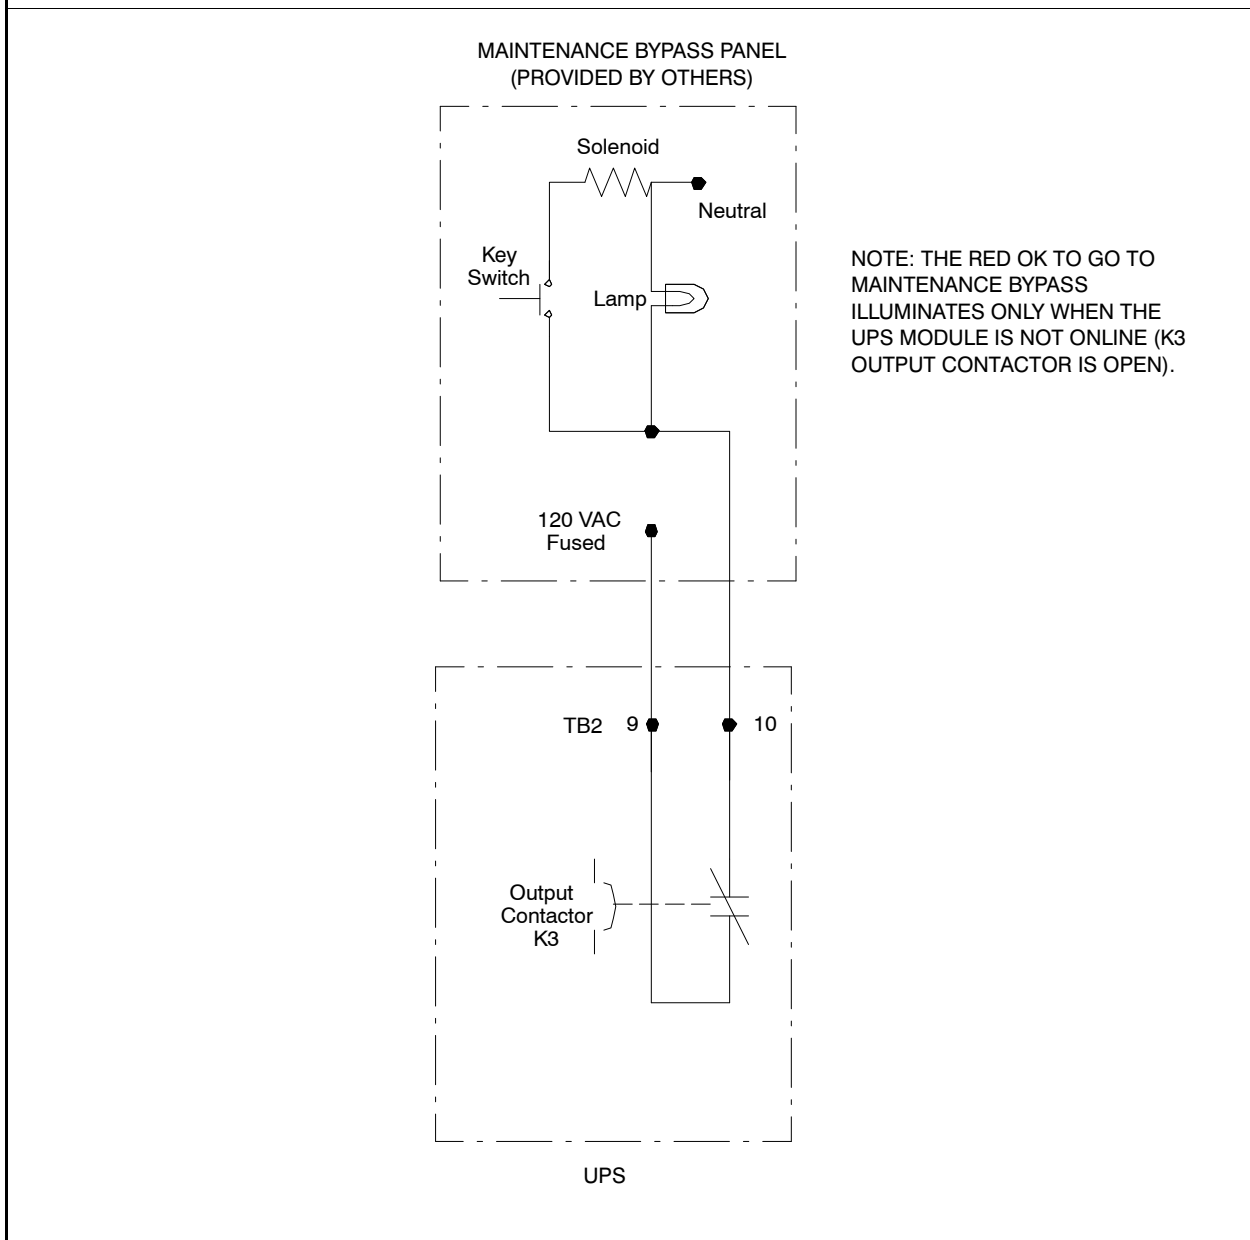 MAINTENANCE BYPASS PANEL
(PROVIDED BY OTHERS)
Solenoid
Neutral
Key
Switch
Lamp
NOTE: THE RED OK TO GO TO
MAINTENANCE BYPASS
ILLUMINATES ONLY WHEN THE
UPS MODULE IS NOT ONLINE (K3
OUTPUT CONTACTOR IS OPEN).
120 VAC
Fused
TB2 9 10
Output
Contactor
K3
UPS